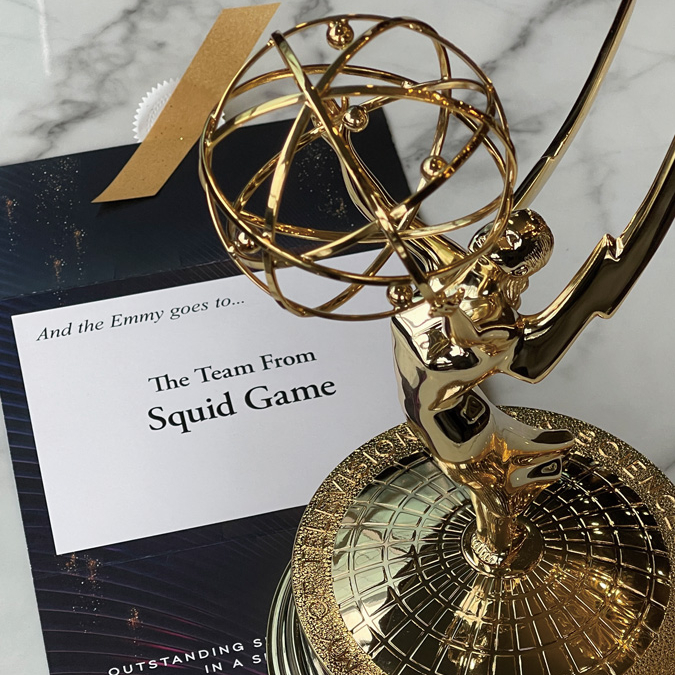 And the Emmy goes to...
The Team From
Squid Game
OUTSTANDING
IN A